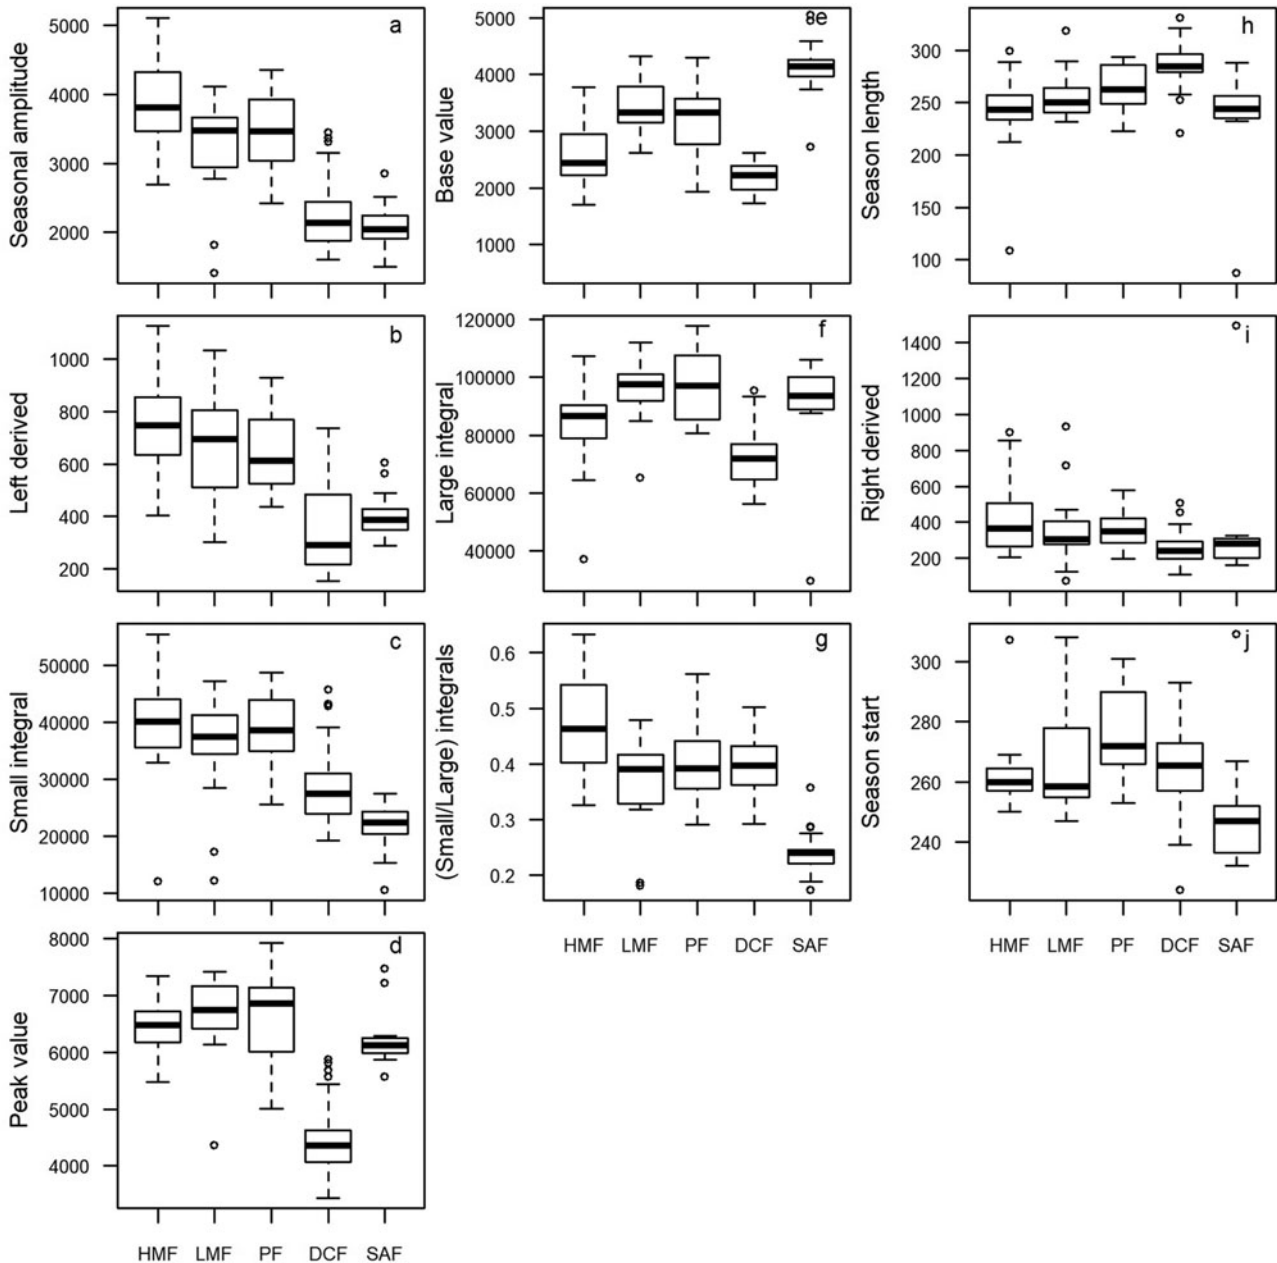 Seasonal amplitude
5000
4000
3000
2000
a
Base value
5000
4000
3000
2000
1000
e
Season length
300
250
200
150
100
h
Left derived
1000
800
600
400
200
b
Large integral
120000
100000
80000
60000
40000
f
Right derived
1400
1200
1000
800
600
400
200
i
Small integral
50000
40000
30000
20000
10000
c
(Small/Large) integrals
0.6
0.5
0.4
0.3
0.2
g
HMF LMF PF DCF SAF
Season start
300
280
260
240
j
HMF LMF PF DCF SAF
Peak value
8000
7000
6000
5000
4000
d
HMF LMF PF DCF SAF